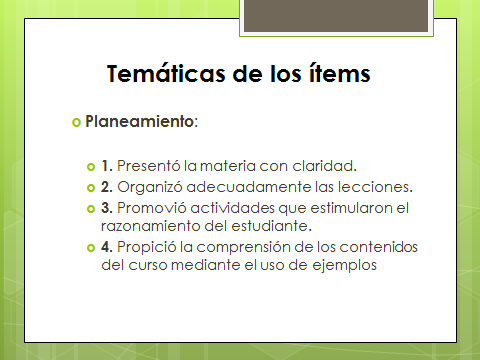 Temáticas de los ítems
Planeamiento:
1. Presentó la materia con claridad.
2. Organizó adecuadamente las lecciones.
3. Promovió actividades que estimularon el
razonamiento del estudiante.
4. Propició la comprensión de los contenidos
del curso mediante el uso de ejemplos